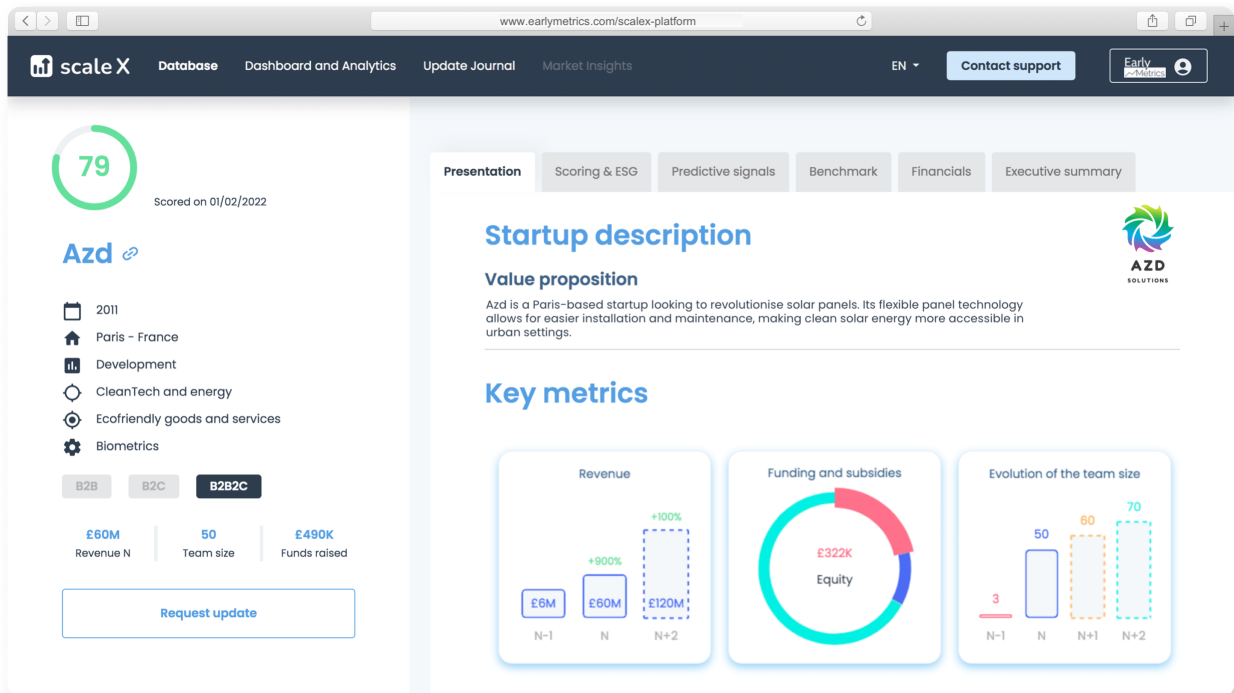 www.earlymetrics.com/scalex-platform
scale X
Database
Dashboard and Analytics
Update Journal
Market Insights
EN
Contact support
Early
Metrics
79
Scored on 01/02/2022
Azd
2011
Paris - France
Development
CleanTech and energy
Ecofriendly goods and services
Biometrics
B2B
B2C
B2B2C
£60M
Revenue N
50
Team size
£490K
Funds raised
Request update
Presentation
Scoring & ESG
Predictive signals
Benchmark
Financials
Executive summary
Startup description
AZD
SOLUTIONS
Value proposition
Azd is a Paris-based startup looking to revolutionise solar panels. Its flexible panel technology
allows for easier installation and maintenance, making clean solar energy more accessible in
urban settings.
Key metrics
Revenue
+100%
+900%
£6M
£60M
£120M
N-1
N
N+2
Funding and subsidies
£322K
Equity
Evolution of the team size
3
50
60
70
N-1
N
N+1
N+2